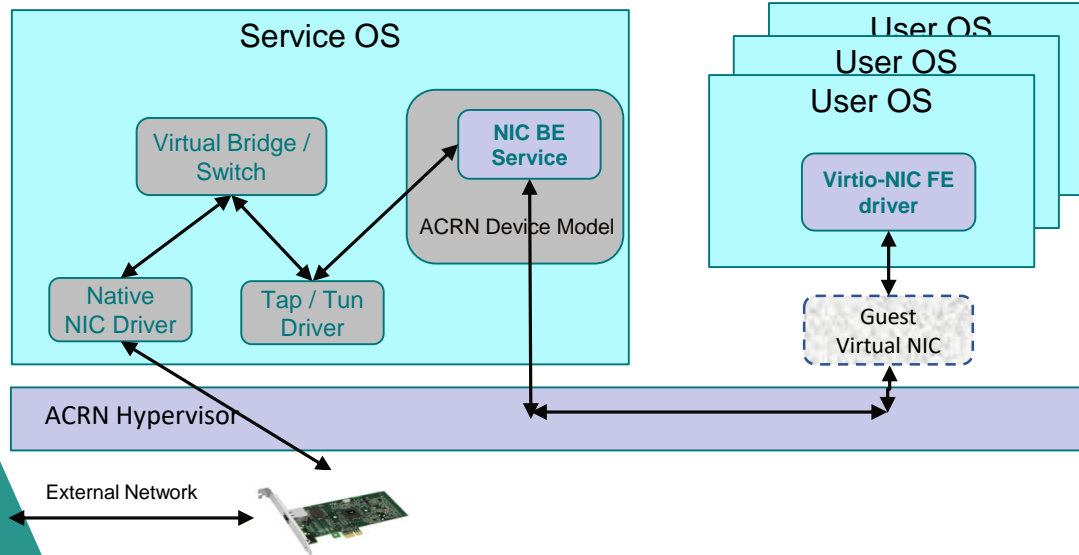 Service OS
Virtual Bridge /
Switch
NIC BE
Service
ACRN Device Model
Native
NIC Driver
Tap / Tun
Driver
User OS
User OS
User OS
Virtio-NIC FE
driver
Guest
Virtual NIC
ACRN Hypervisor
External Network